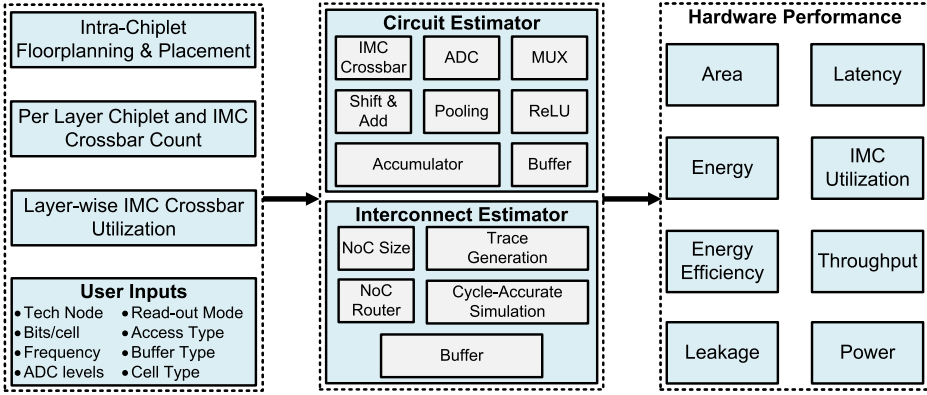 Intra-Chiplet
Floorplanning & Placement
Per Layer Chiplet and IMC
Crossbar Count
Layer-wise IMC Crossbar
Utilization
User Inputs
• Tech Node
• Bits/cell
• Frequency
• ADC levels
• Read-out Mode
• Access Type
• Buffer Type
• Cell Type
Circuit Estimator
IMC
Crossbar
ADC
MUX
Shift &
Add
Pooling
ReLU
Accumulator
Buffer
Interconnect Estimator
NoC Size
Trace
Generation
NoC
Router
Cycle-Accurate
Simulation
Buffer
Hardware Performance
Area
Latency
Energy
IMC
Utilization
Energy
Efficiency
Throughput
Leakage
Power